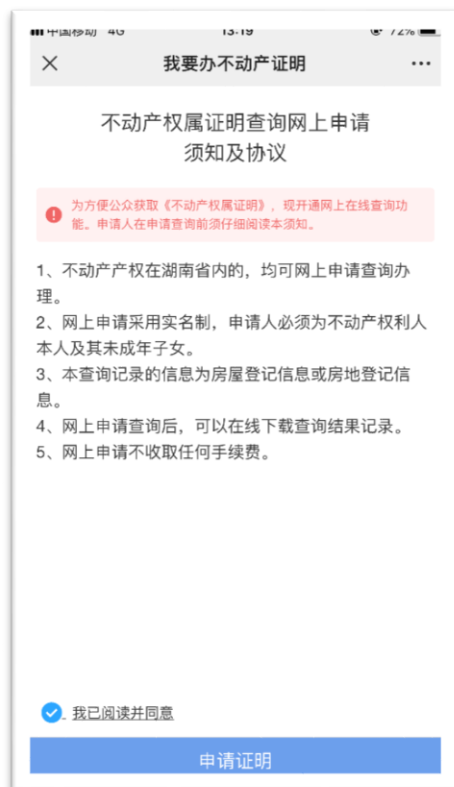 中国移动 4G 13:19 72%
我要办不动产证明
不动产权属证明查询网上申请
须知及协议
为方便公众获取《不动产权属证明》，现开通网上在线查询功
能。申请人在申请查询前须仔细阅读本须知。
1、不动产产权在湖南省内的，均可网上申请查询办
理。
2、网上申请采用实名制，申请人必须为不动产权利人
本人及其未成年子女。
3、本查询记录的信息为房屋登记信息或房地登记信
息。
4、网上申请查询后，可以在线下载查询结果记录。
5、网上申请不收取任何手续费。
我已阅读并同意
申请证明